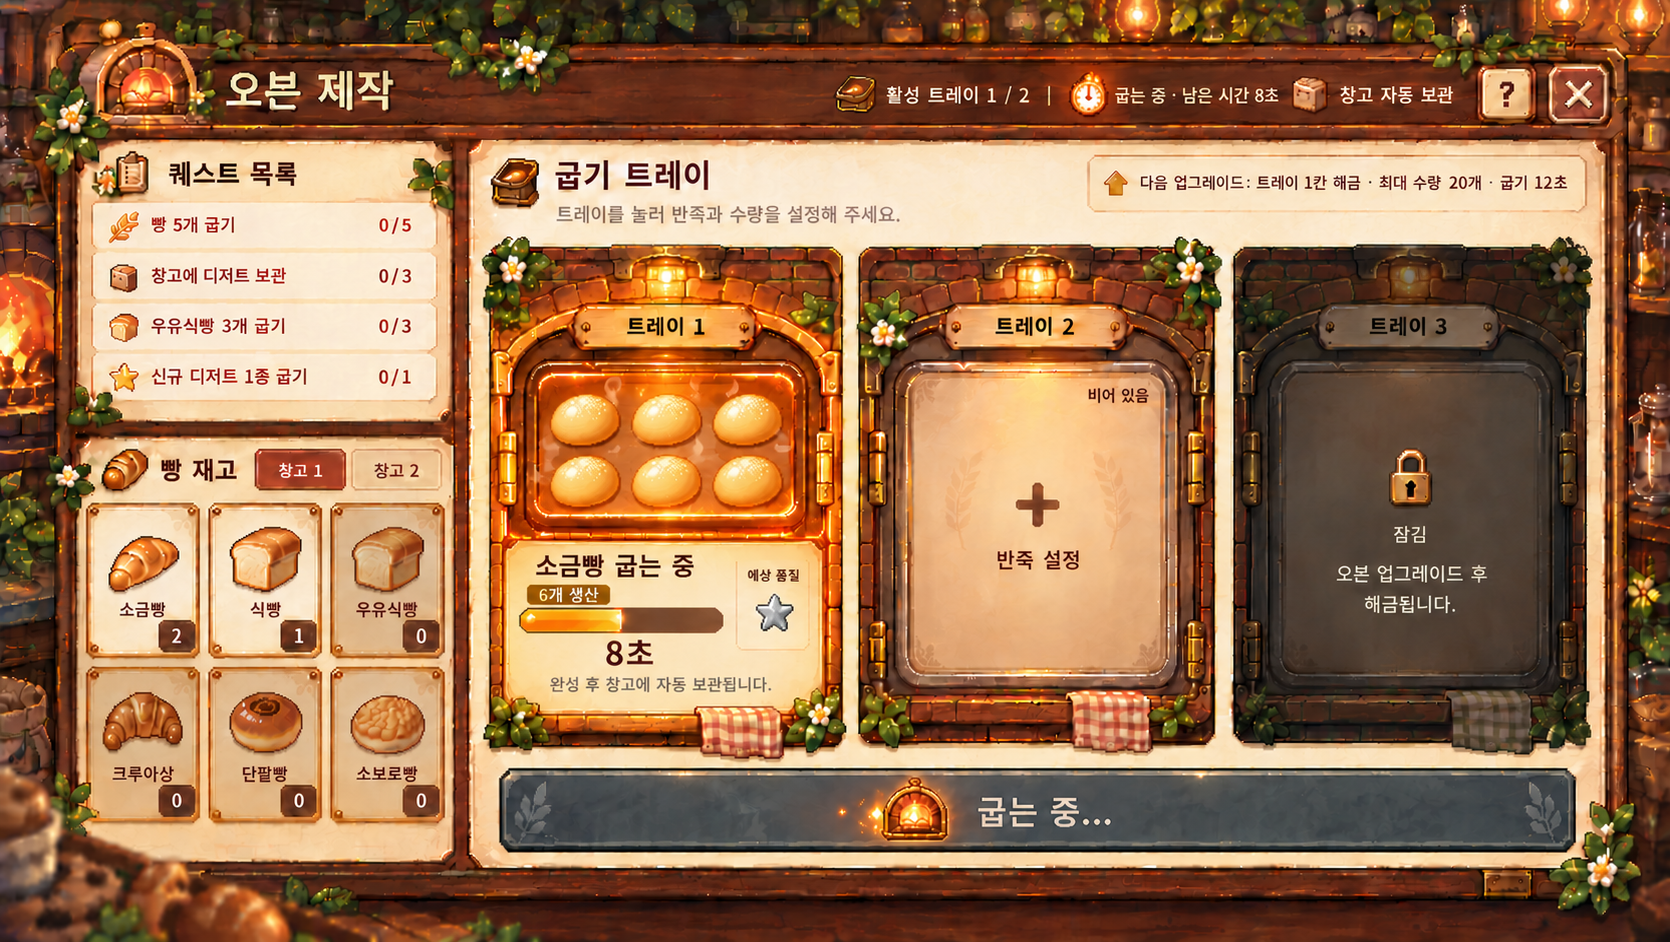 오븐 제작
활성 트레이 1 / 2 | 굽는 중 · 남은 시간 8초 창고 자동 보관 ?
퀘스트 목록
빵 5개 굽기 0/5
창고에 디저트 보관 0/3
우유식빵 3개 굽기 0/3
신규 디저트 1종 굽기 0/1
빵 재고 창고 1 창고 2
소금빵 2
식빵 1
우유식빵 0
크루아상 0
단팥빵 0
소보로빵 0
굽기 트레이
트레이를 눌러 반족과 수량을 설정해 주세요.
다음 업그레이드: 트레이 1칸 해금 · 최대 수량 20개 · 굽기 12초
트레이 1
소금빵 굽는 중
6개 생산
8초
완성 후 창고에 자동 보관됩니다.
예상 품질
트레이 2
비어 있음
반죽 설정
트레이 3
잠김
오븐 업그레이드 후
해금됩니다.
굽는 중...